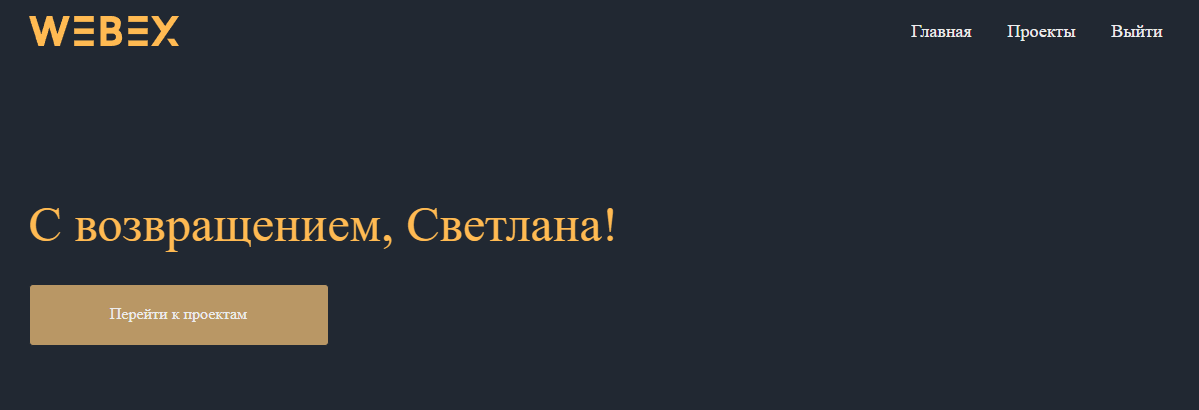 WEBEX
Главная Проекты Выйти
С возвращением, Светлана!
Перейти к проектам